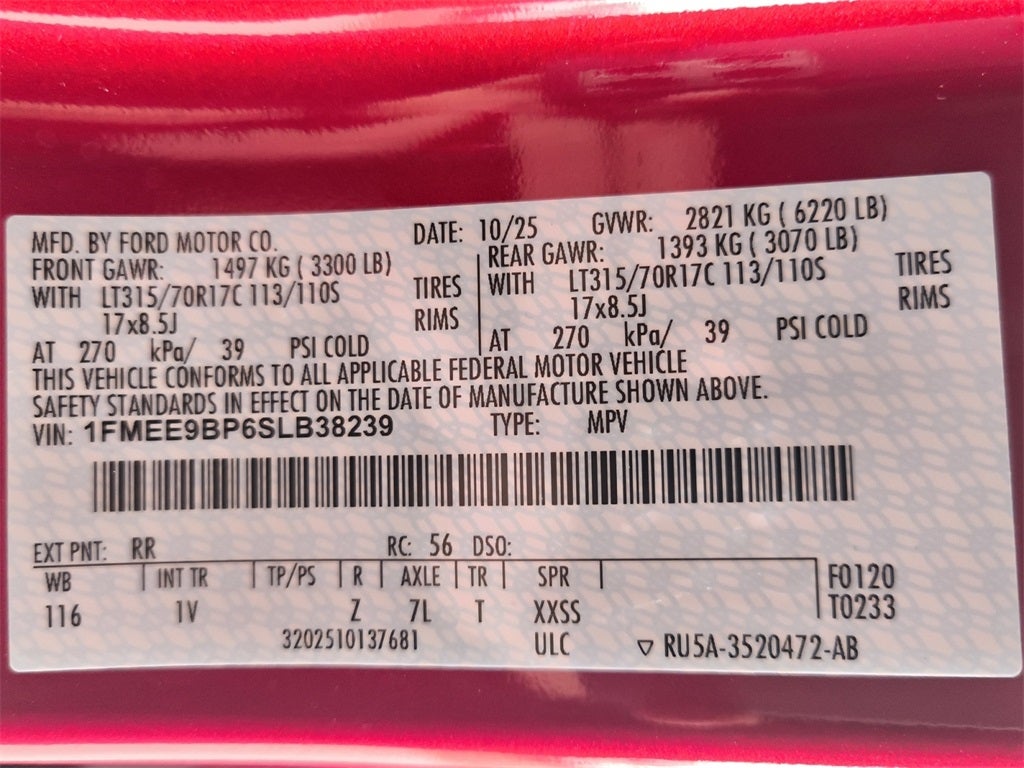 MFD. BY FORD MOTOR CO. DATE: 10/25 GVWR: 2821 KG ( 6220 LB)
FRONT GAWR: 1497 KG ( 3300 LB) REAR GAWR: 1393 KG ( 3070 LB)
WITH LT315/70R17C 113/110S TIRES WITH LT315/70R17C 113/110S TIRES
17x8.5J RIMS 17x8.5J RIMS
AT 270 kPa/ 39 PSI COLD AT 270 kPa/ 39 PSI COLD
THIS VEHICLE CONFORMS TO ALL APPLICABLE FEDERAL MOTOR VEHICLE
SAFETY STANDARDS IN EFFECT ON THE DATE OF MANUFACTURE SHOWN ABOVE.
VIN: 1FMEE9BP6SLB38239 TYPE: MPV
EXT PNT: RR RC: 56 DSO:
WB INT TR TP/PS R AXLE TR SPR F0120
116 1V Z 7L T XXSS T0233
3202510137681 ULC ▽ RU5A-3520472-AB